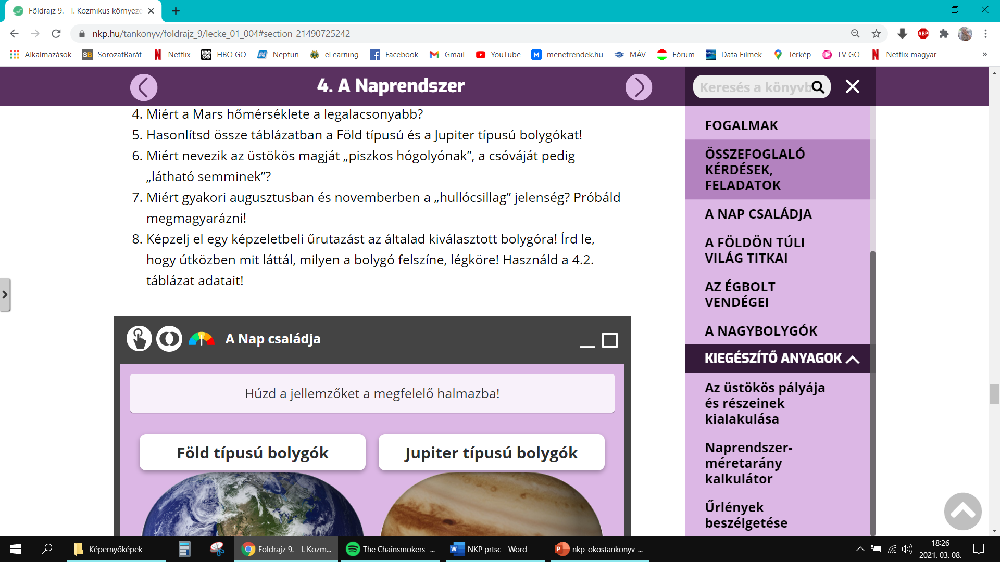 Földrajz 9. - I. Kozmikus környeze
nkp.hu/tankonyv/foldrajz_9/lecke_01_004#section-21490725242
ABP
Alkalmazások SorozatBarát Netflix HBO GO Neptun eLearning Facebook Gmail YouTube menetrendek.hu MÁV Fórum Data Filmek Térkép TV GO Netflix magyar »
4. A Naprendszer
Keresés a könyvb
4. Miért a Mars hőmérséklete a legalacsonyabb?
5. Hasonlítsd össze táblázatban a Föld típusú és a Jupiter típusú bolygókat!
6. Miért nevezik az üstökös magját „piszkos hógolyónak”, a csóváját pedig
„látható semminek”?
7. Miért gyakori augusztusban és novemberben a „hullócsillag” jelenség? Próbáld
megmagyarázni!
8. Képzelj el egy képzeletbeli űrutazást az általad kiválasztott bolygóra! Írd le,
hogy útközben mit láttál, milyen a bolygó felszíne, légköre! Használd a 4.2.
táblázat adatait!
A Nap családja
Húzd a jellemzőket a megfelelő halmazba!
Föld típusú bolygók
Jupiter típusú bolygók
FOGALMAK
ÖSSZEFOGLALÓ
KÉRDÉSEK,
FELADATOK
A NAP CSALÁDJA
A FÖLDÖN TÚLI
VILÁG TITKAI
AZ ÉGBOLT
VENDÉGEI
A NAGYBOLYGÓK
KIEGÉSZÍTŐ ANYAGOK
Az üstökös pályája
és részeinek
kialakulása
Naprendszer-
méretarány
kalkulátor
Űrlények
beszélgetése
Képernyőképek
Földrajz 9. - I. Kozm...
The Chainsmokers -...
NKP prtsc - Word
nkp_okostankonyv_...
18:26
2021. 03. 08.